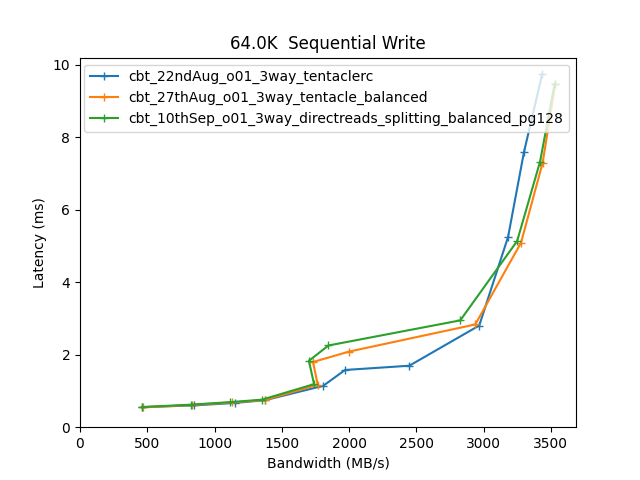 64.0K  Sequential Write
cbt_22ndAug_o01_3way_tentaclerc
cbt_27thAug_o01_3way_tentacle_balanced
cbt_10thSep_o01_3way_directreads_splitting_balanced_pg128
10
8
6
4
2
0
Latency (ms)
0 500 1000 1500 2000 2500 3000 3500
Bandwidth (MB/s)